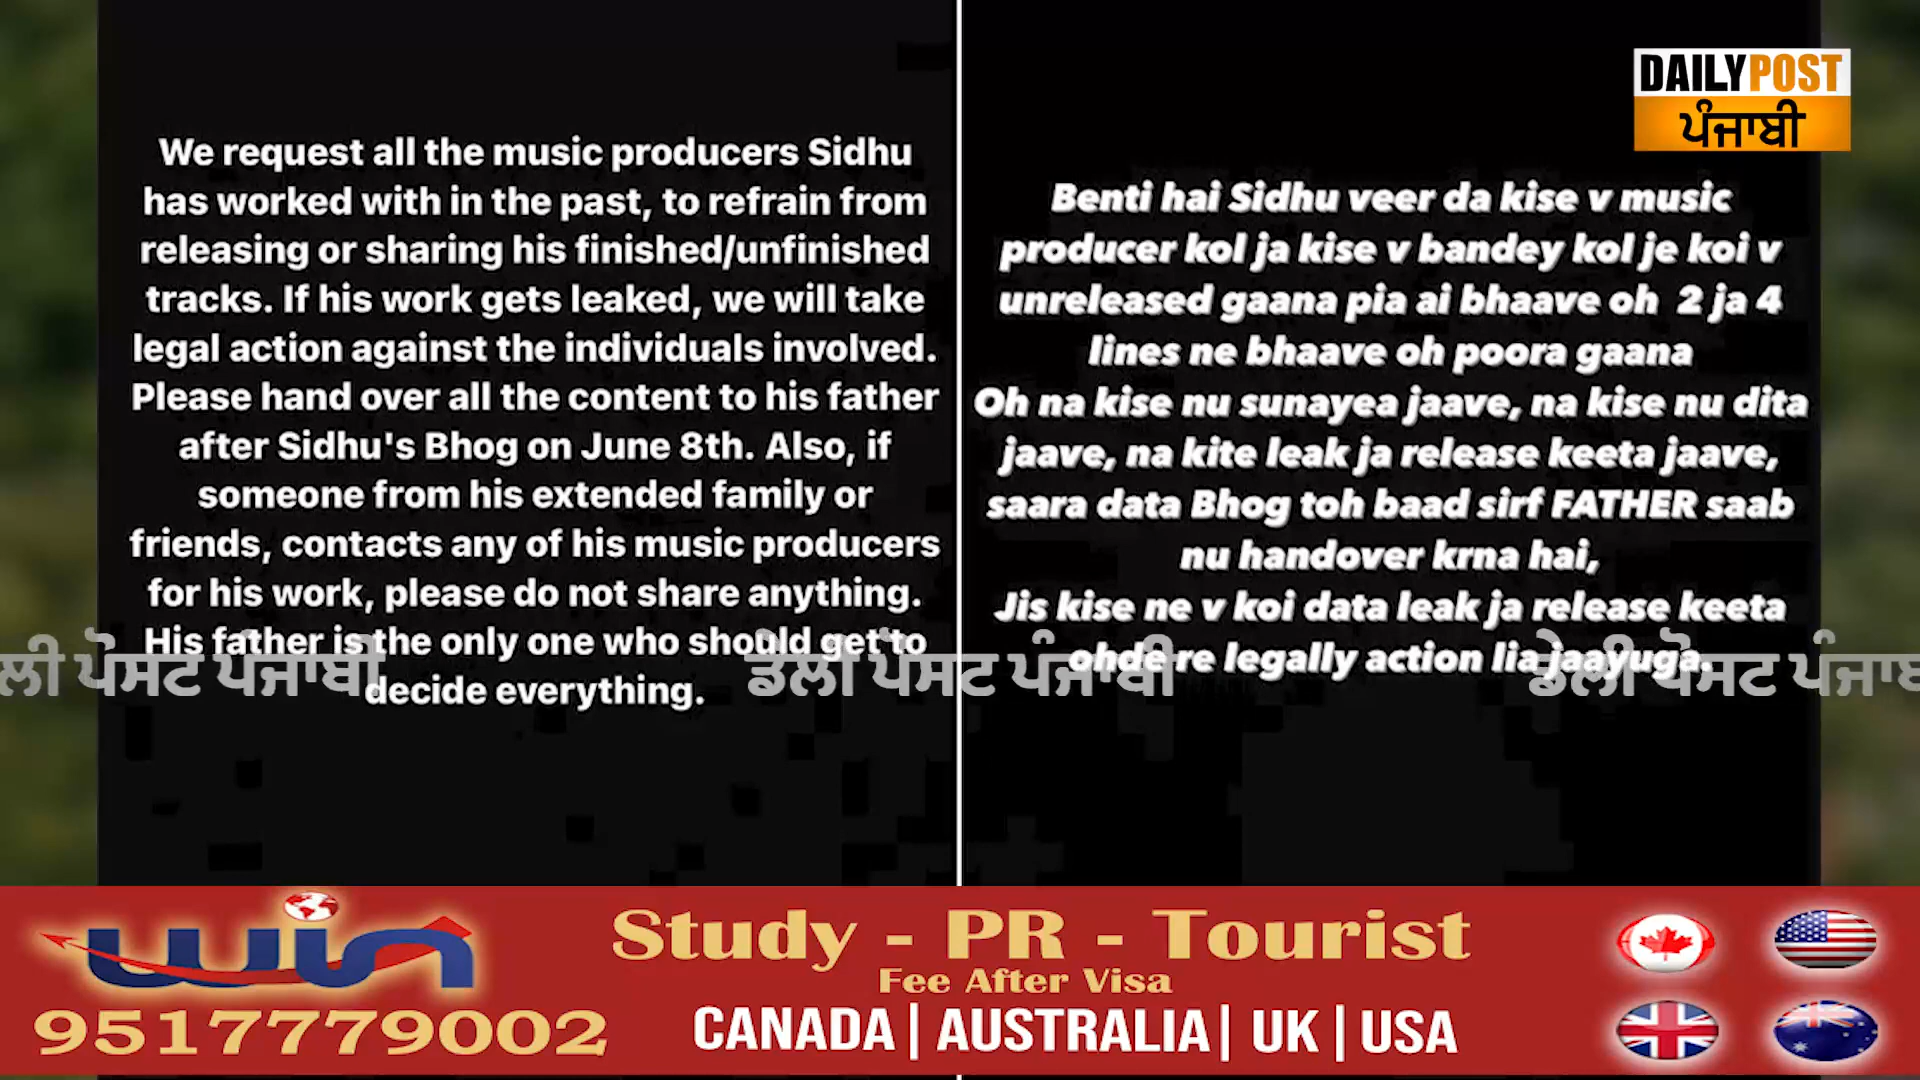 DAILYPOST
ਪੰਜਾਬੀ
We request all the music producers Sidhu
has worked with in the past, to refrain from
releasing or sharing his finished/unfinished
tracks. If his work gets leaked, we will take
legal action against the individuals involved.
Please hand over all the content to his father
after Sidhu's Bhog on June 8th. Also, if
someone from his extended family or
friends, contacts any of his music producers
for his work, please do not share anything.
His father is the only one who should get to
decide everything.
Benti hai Sidhu veer da kise v music
producer kol ja kise v bandey kol je koi v
unreleased gaana pia ai bhaave oh 2 ja 4
lines ne bhaave oh poora gaana
Oh na kise nu sunayea jaave, na kise nu dita
jaave, na kite leak ja release keeta jaave,
saara data Bhog toh baad sirf FATHER saab
nu handover krna hai,
Jis kise ne v koi data leak ja release keeta
ohde re legally action lia jaayuga.
ਲੀ ਪੋਸਟ ਪੰਜਾਬੀ ਡੇਲੀ ਪੋਸਟ ਪੰਜਾਬੀ ਡੇਲੀ ਪੋਸਟ
win
9517779002
Study - PR - Tourist
Fee After Visa
CANADA | AUSTRALIA | UK | USA